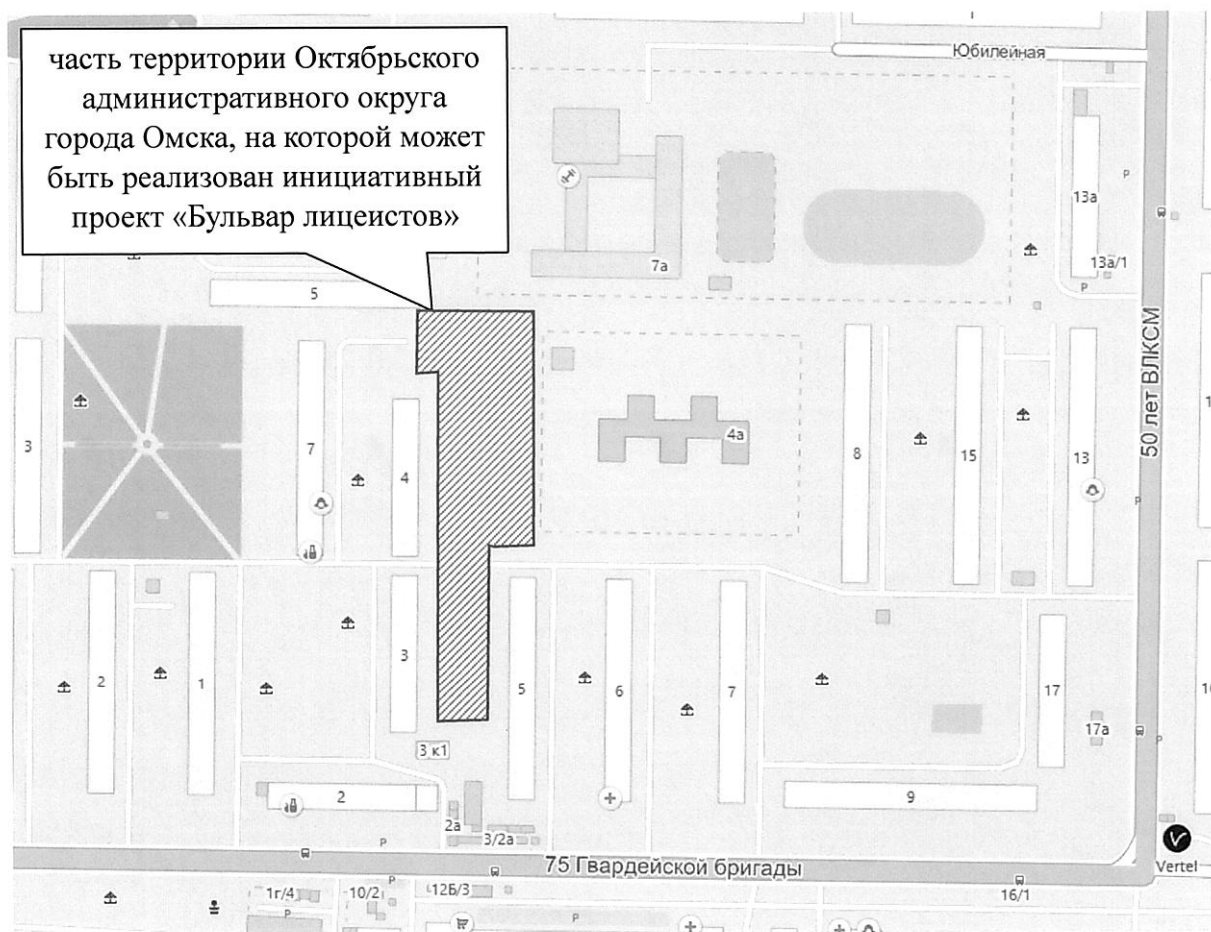 часть территории Октябрьского
административного округа
города Омска, на которой может
быть реализован инициативный
проект «Бульвар лицеистов»
Юбилейная
13а
Р
13а/1
Р
7а
5
50 лет ВЛКСМ
3
7
4
4а
8
15
13
Р
2
1
3
5
6
7
17
17а
Р
3 к1
2
9
2а
3/2а
Р
75 Гвардейской бригады
Vertel
1г/4
Р
10/2
Р
12Б/3
Р
16/1